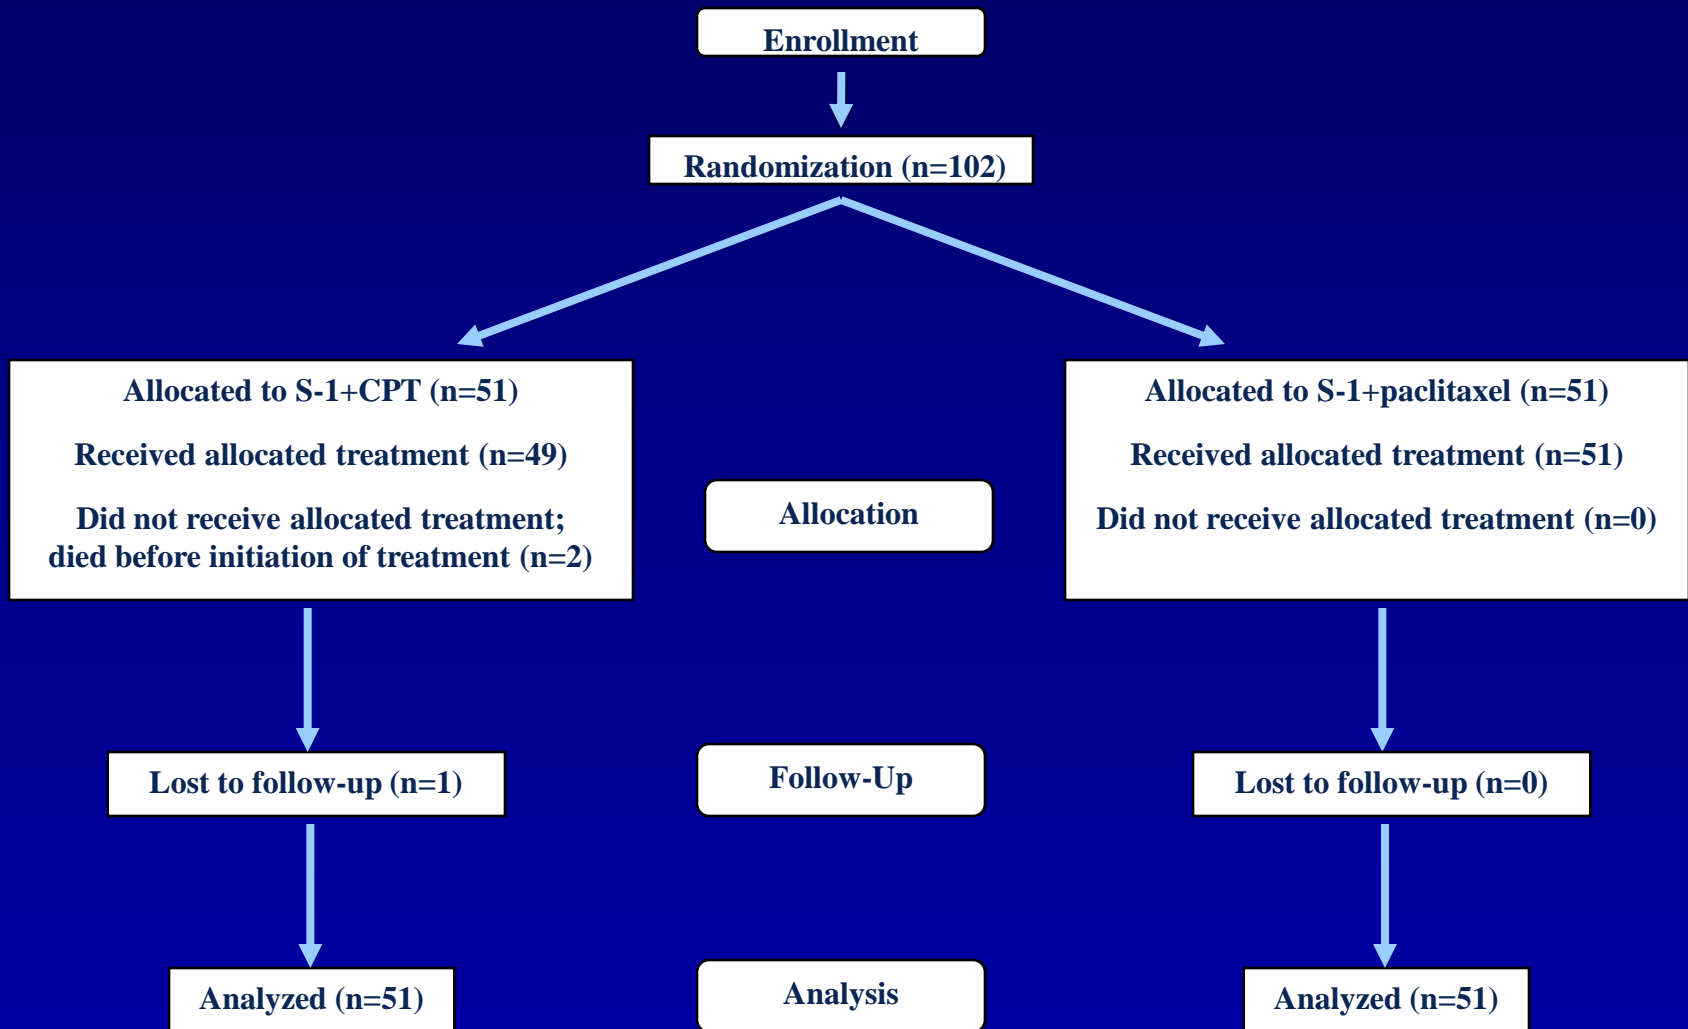 Enrollment
Randomization (n=102)
Allocated to S-1+CPT (n=51)
Received allocated treatment (n=49)
Did not receive allocated treatment;
died before initiation of treatment (n=2)
Allocated to S-1+paclitaxel (n=51)
Received allocated treatment (n=51)
Did not receive allocated treatment (n=0)
Allocation
Lost to follow-up (n=1)
Follow-Up
Lost to follow-up (n=0)
Analyzed (n=51)
Analysis
Analyzed (n=51)